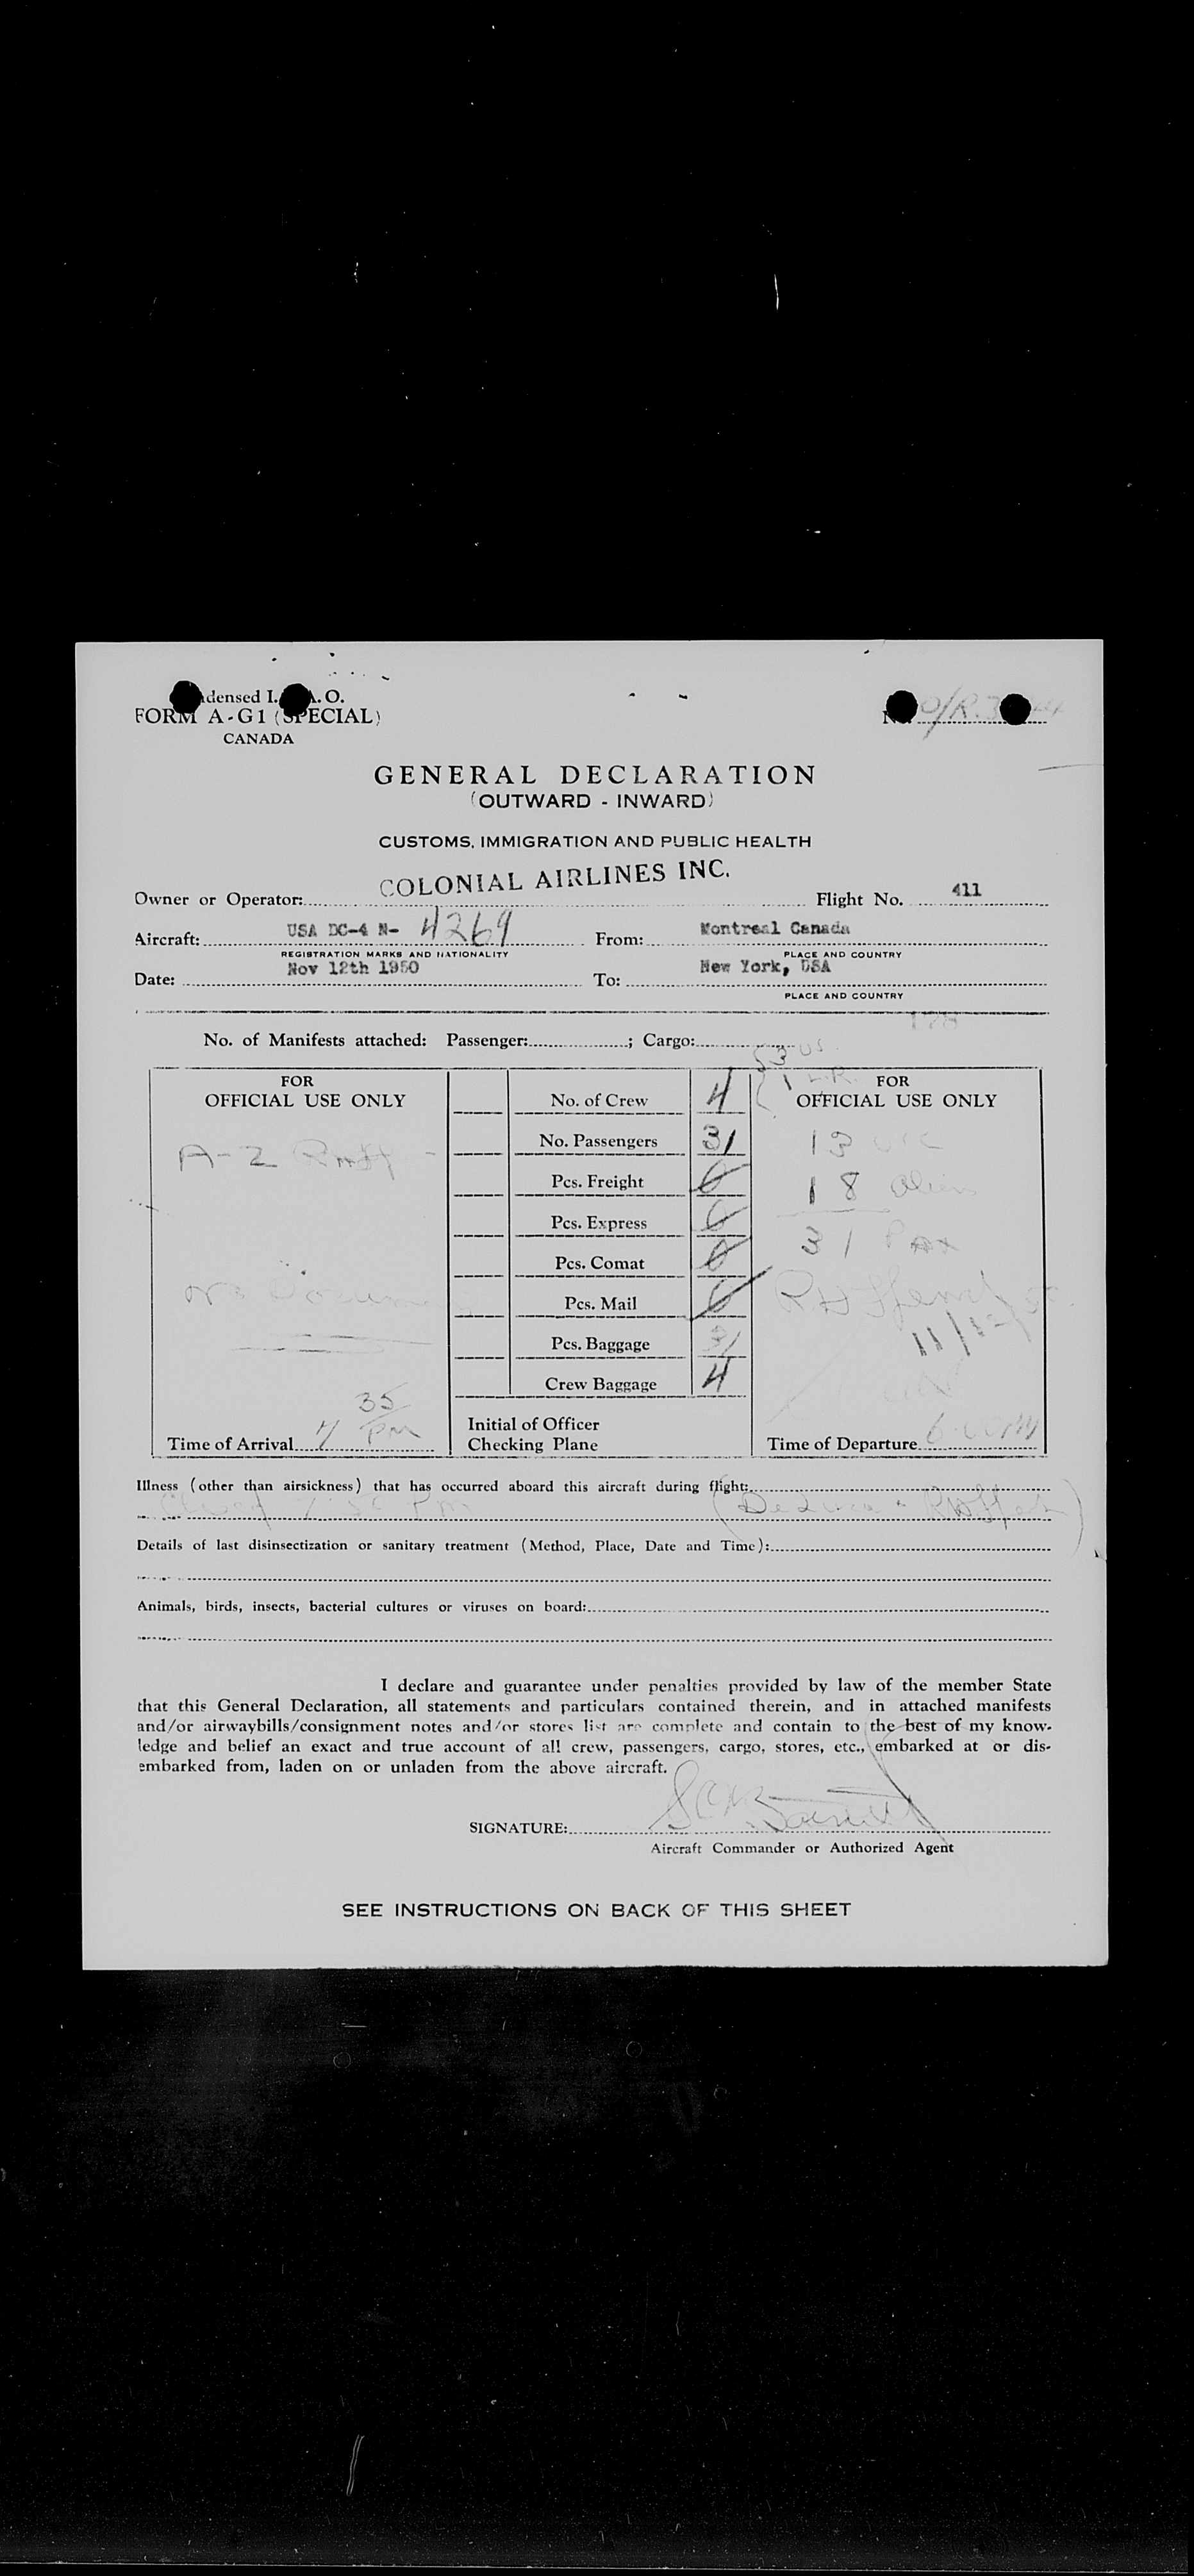 densed I. A. O.
FORM A-G1 (SPECIAL)
CANADA
GENERAL DECLARATION
(OUTWARD - INWARD)
CUSTOMS, IMMIGRATION AND PUBLIC HEALTH
Owner or Operator: COLONIAL AIRLINES INC. Flight No. 411
Aircraft: USA DC-4 N- 4269 From: Montreal Canada
REGISTRATION MARKS AND NATIONALITY PLACE AND COUNTRY
Date: Nov 12th 1950 To: New York, USA
PLACE AND COUNTRY
No. of Manifests attached: Passenger: ; Cargo:
3 US
1
FOR
OFFICIAL USE ONLY
A-2
No
35
PM
Time of Arrival
No. of Crew 4
No. Passengers 31
Pcs. Freight 0
Pcs. Express 0
Pcs. Comat 0
Pcs. Mail 0
Pcs. Baggage 31
Crew Baggage 4
Initial of Officer
Checking Plane
FOR
OFFICIAL USE ONLY
13
18 Aliens
31 Pax
11/12
Time of Departure 6:00 PM
Illness (other than airsickness) that has occurred aboard this aircraft during flight:
Details of last disinsectization or sanitary treatment (Method, Place, Date and Time):
Animals, birds, insects, bacterial cultures or viruses on board:
I declare and guarantee under penalties provided by law of the member State
that this General Declaration, all statements and particulars contained therein, and in attached manifests
and/or airwaybills/consignment notes and/or stores list are complete and contain to the best of my know-
ledge and belief an exact and true account of all crew, passengers, cargo, stores, etc., embarked at or dis-
embarked from, laden on or unladen from the above aircraft.
SIGNATURE:
Aircraft Commander or Authorized Agent
SEE INSTRUCTIONS ON BACK OF THIS SHEET